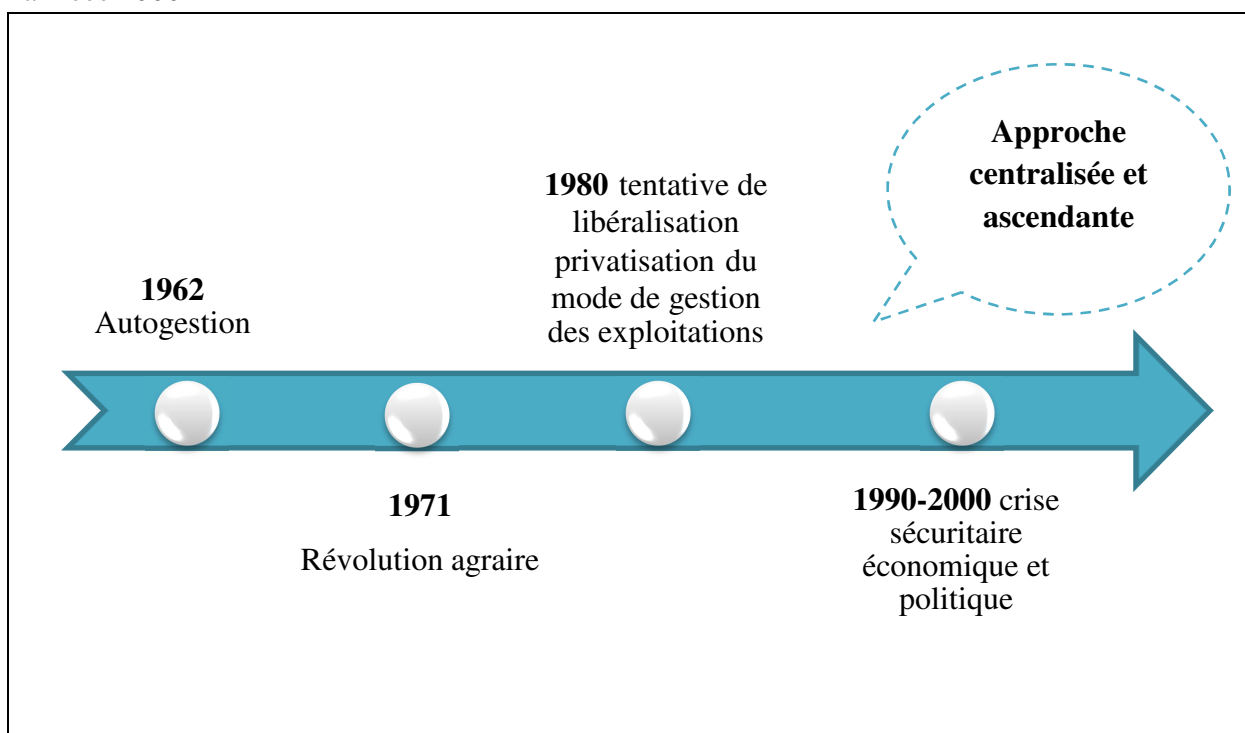 1962
Autogestion
1971
Révolution agraire
1980 tentative de
libéralisation
privatisation du
mode de gestion
des exploitations
1990-2000 crise
sécuritaire
économique et
politique
Approche
centralisée et
ascendante